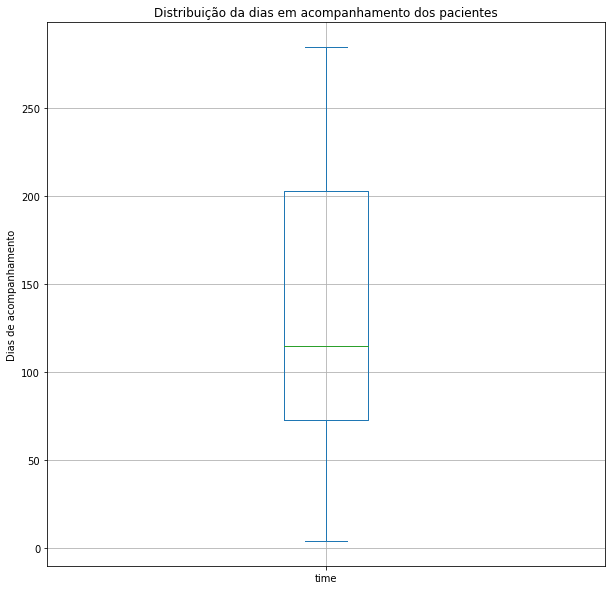 Distribuição da dias em acompanhamento dos pacientes
Dias de acompanhamento
250
200
150
100
50
0
time